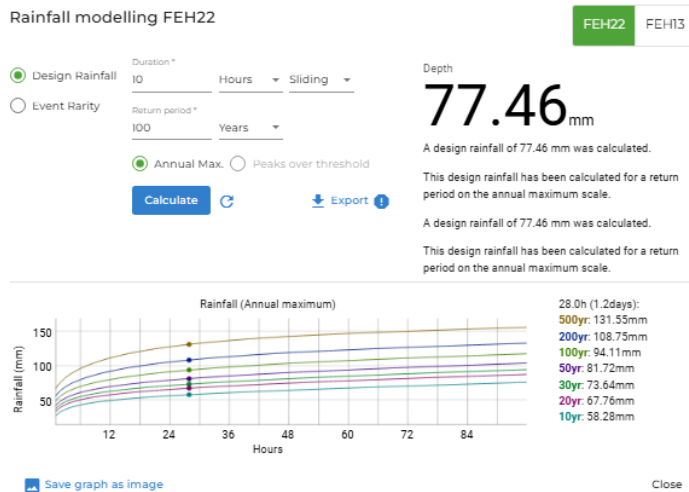 Rainfall modelling FEH22
FEH22 FEH13
Design Rainfall
Event Rarity
Duration *
10 Hours Sliding
Return period *
100 Years
Annual Max. Peaks over threshold
Calculate
Export
Depth
77.46mm
A design rainfall of 77.46 mm was calculated.
This design rainfall has been calculated for a return
period on the annual maximum scale.
A design rainfall of 77.46 mm was calculated.
This design rainfall has been calculated for a return
period on the annual maximum scale.
Rainfall (Annual maximum)
Rainfall (mm)
150
100
50
12 24 36 48 60 72 84
Hours
28.0h (1.2days):
500yr: 131.55mm
200yr: 108.75mm
100yr: 94.11mm
50yr: 81.72mm
30yr: 73.64mm
20yr: 67.76mm
10yr: 58.28mm
Save graph as image
Close